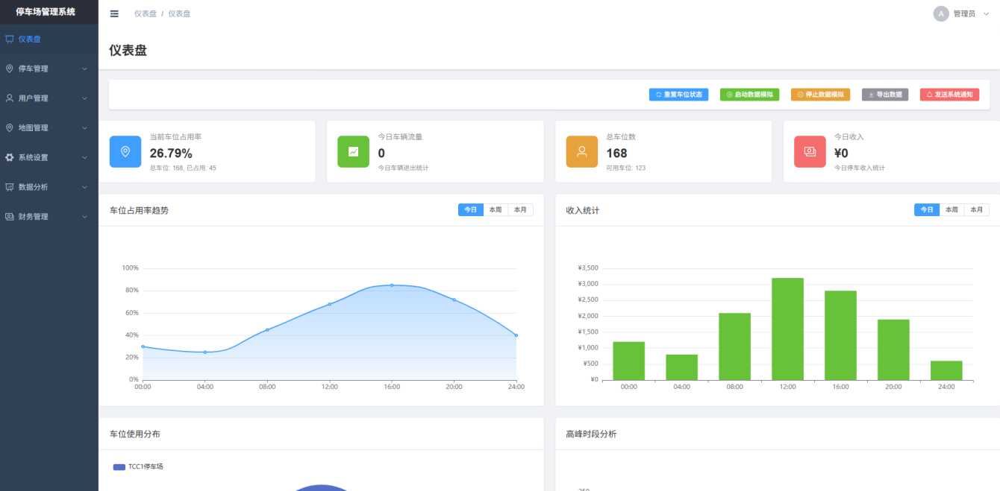 停车场管理系统
仪表盘 / 仪表盘
A 管理员
仪表盘
停车管理
用户管理
地图管理
系统设置
数据分析
财务管理
仪表盘
重置车位状态 启动数据模拟 停止数据模拟 导出数据 发送系统通知
当前车位占用率
26.79%
总车位: 168, 已占用: 45
今日车辆流量
0
今日车辆进出统计
总车位数
168
可用车位: 123
今日收入
¥0
今日停车收入统计
车位占用率趋势
今日 本周 本月
100%
80%
60%
40%
20%
0%
00:00 04:00 08:00 12:00 16:00 20:00 24:00
收入统计
今日 本周 本月
¥3,500
¥3,000
¥2,500
¥2,000
¥1,500
¥1,000
¥500
¥0
00:00 04:00 08:00 12:00 16:00 20:00 24:00
车位使用分布
TCC1停车场
高峰时段分析